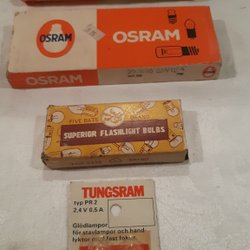 OSRAM
OSRAM
FIVE BATS BRAND
SUPERIOR FLASHLIGHT BULBS
TUNGSRAM
typ PR 2
2,4 V 0,5 A
Glödlampor
för stavlampor och hand-
lyktor med fast fokus.